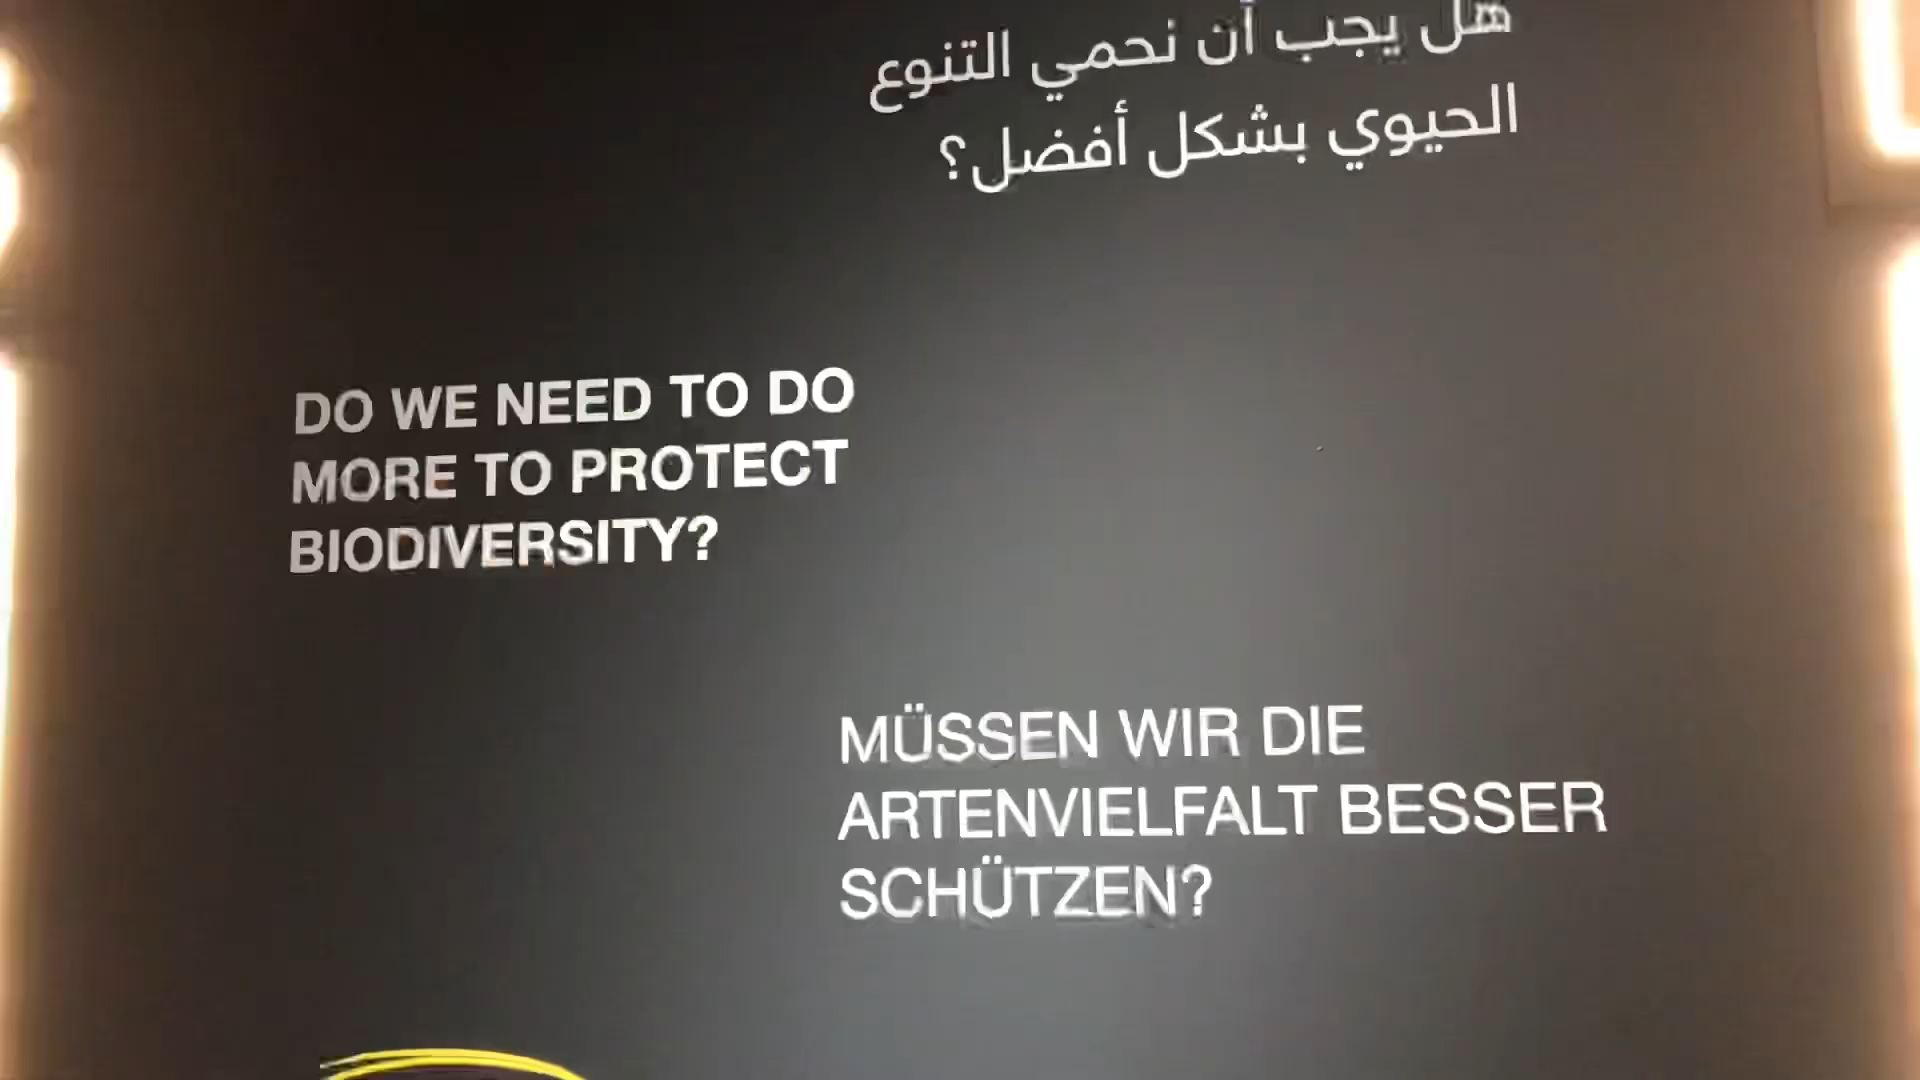 هل يجب أن نحمي التنوع
الحيوي بشكل أفضل؟
DO WE NEED TO DO
MORE TO PROTECT
BIODIVERSITY?
MÜSSEN WIR DIE
ARTENVIELFALT BESSER
SCHÜTZEN?